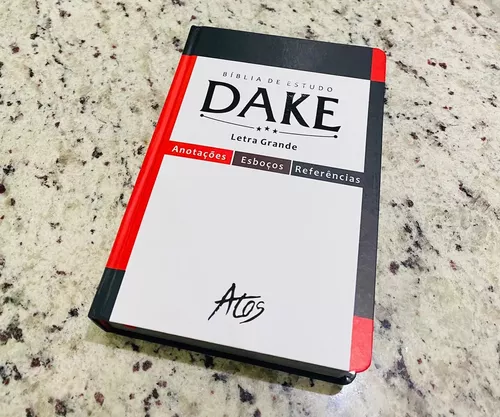 BÍBLIA DE ESTUDO
DAKE
Letra Grande
Anotações Esboços Referências
Atos